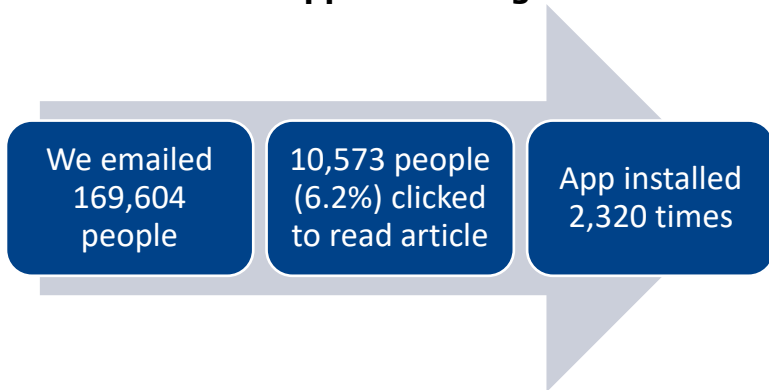 We emailed
169,604
people
10,573 people
(6.2%) clicked
to read article
App installed
2,320 times